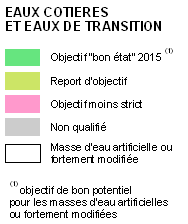 EAUX COTIERES
ET EAUX DE TRANSITION
Objectif "bon état" 2015 (1)
Report d'objectif
Objectif moins strict
Non qualifié
Masse d'eau artificielle ou
fortement modifiée
(1) objectif de bon potentiel
pour les masses d'eau artificielles
ou fortement modifiées